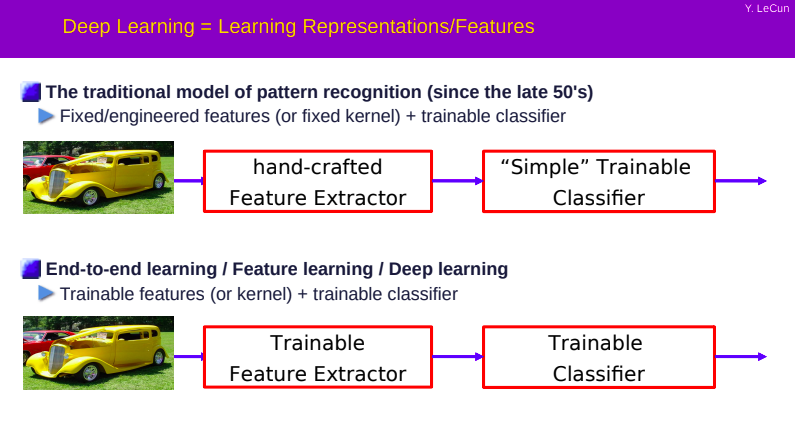 Y. LeCun
Deep Learning = Learning Representations/Features
The traditional model of pattern recognition (since the late 50's)
Fixed/engineered features (or fixed kernel) + trainable classifier
hand-crafted
Feature Extractor
“Simple” Trainable
Classifier
End-to-end learning / Feature learning / Deep learning
Trainable features (or kernel) + trainable classifier
Trainable
Feature Extractor
Trainable
Classifier